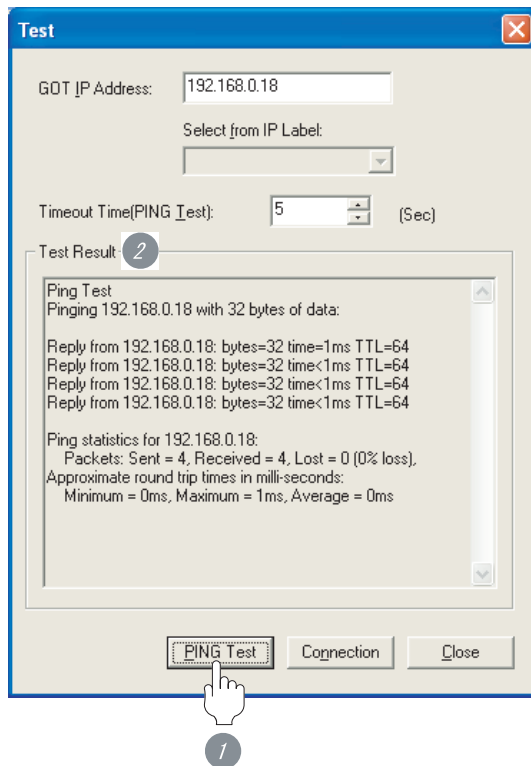 Test
GOT IP Address: 192.168.0.18
Select from IP Label:
Timeout Time(PING Test): 5 (Sec)
Test Result 2
Ping Test
Pinging 192.168.0.18 with 32 bytes of data:
Reply from 192.168.0.18: bytes=32 time=1ms TTL=64
Reply from 192.168.0.18: bytes=32 time<1ms TTL=64
Reply from 192.168.0.18: bytes=32 time<1ms TTL=64
Reply from 192.168.0.18: bytes=32 time<1ms TTL=64
Ping statistics for 192.168.0.18:
Packets: Sent = 4, Received = 4, Lost = 0 (0% loss),
Approximate round trip times in milli-seconds:
Minimum = 0ms, Maximum = 1ms, Average = 0ms
PING Test Connection Close
1